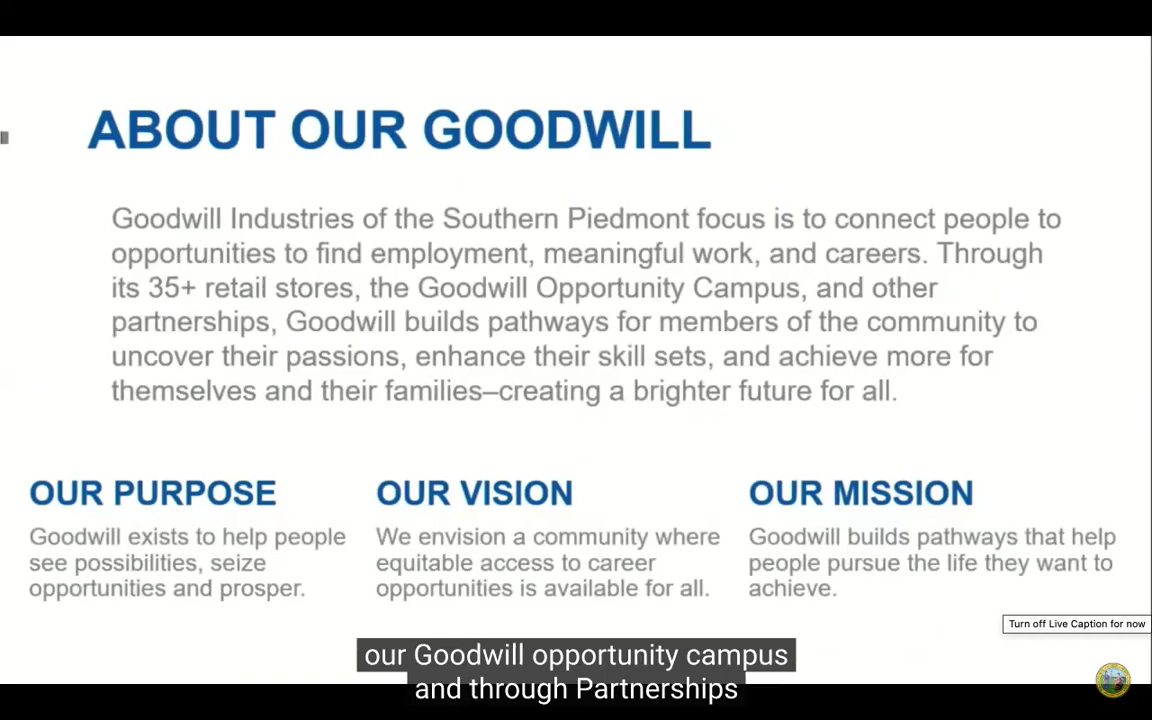 ABOUT OUR GOODWILL
Goodwill Industries of the Southern Piedmont focus is to connect people to
opportunities to find employment, meaningful work, and careers. Through
its 35+ retail stores, the Goodwill Opportunity Campus, and other
partnerships, Goodwill builds pathways for members of the community to
uncover their passions, enhance their skill sets, and achieve more for
themselves and their families–creating a brighter future for all.
OUR PURPOSE
Goodwill exists to help people
see possibilities, seize
opportunities and prosper.
OUR VISION
We envision a community where
equitable access to career
opportunities is available for all.
OUR MISSION
Goodwill builds pathways that help
people pursue the life they want to
achieve.
Turn off Live Caption for now
our Goodwill opportunity campus
and through Partnerships